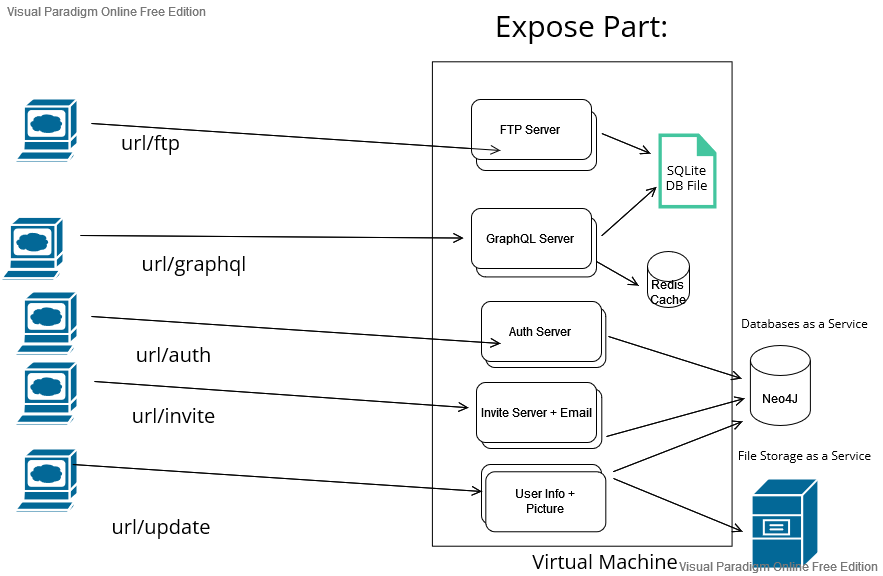 Visual Paradigm Online Free Edition
Expose Part:
FTP Server
url/ftp
SQLite
DB File
GraphQL Server
url/graphql
Redis
Cache
Auth Server
Databases as a Service
url/auth
Neo4J
Invite Server + Email
url/invite
File Storage as a Service
User Info +
Picture
url/update
Virtual Machine
Visual Paradigm Online Free Edition